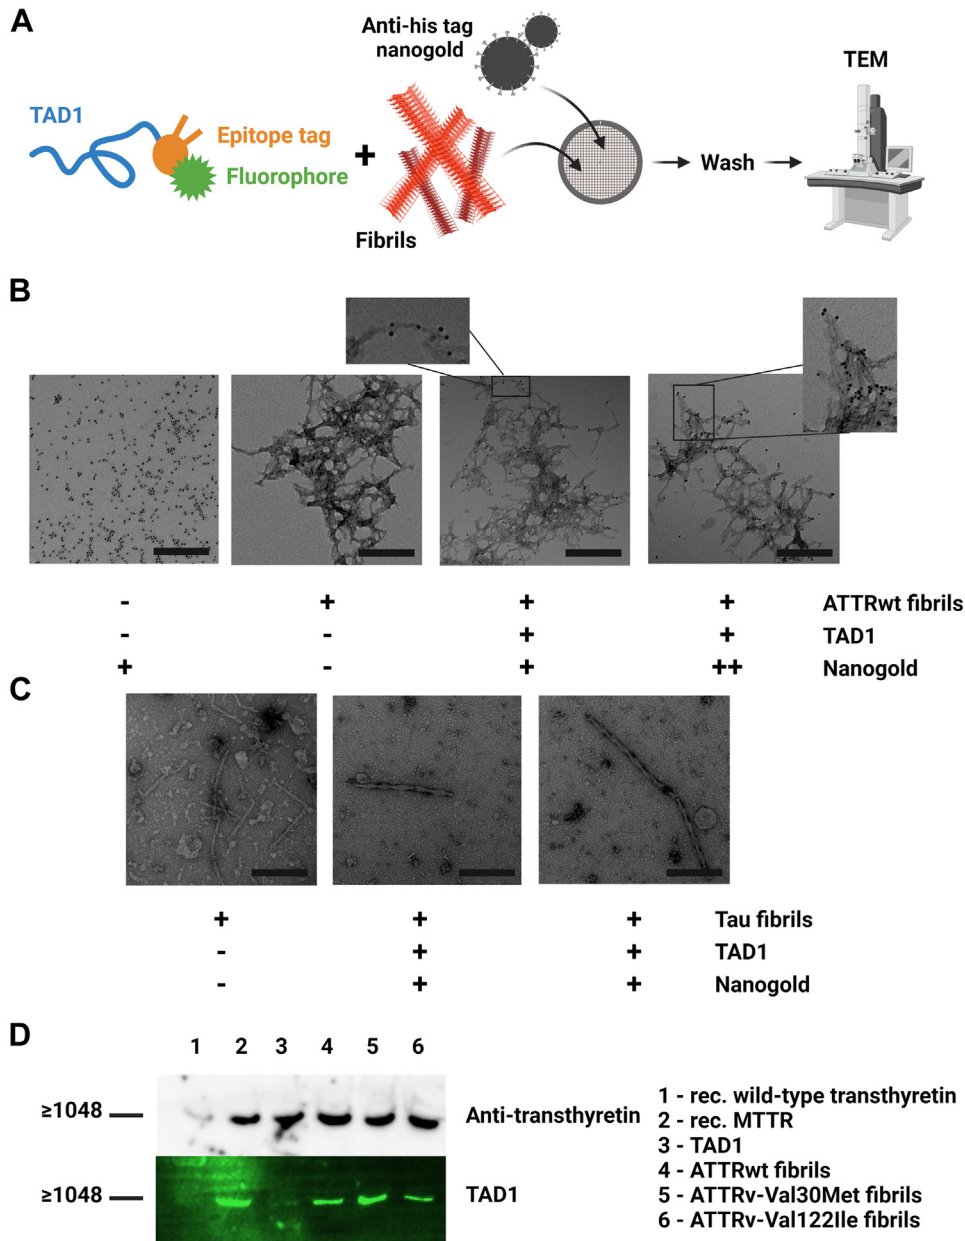 A
Anti-his tag
nanogold
TEM
TAD1
Epitope tag
Fluorophore
+
Fibrils
Wash
B
- + + + ATTRwt fibrils
- - + + TAD1
+ - + ++ Nanogold
C
+ + + Tau fibrils
- + + TAD1
- + + Nanogold
D
1 2 3 4 5 6
≥1048
Anti-transthyretin
≥1048
TAD1
1 - rec. wild-type transthyretin
2 - rec. MTTR
3 - TAD1
4 - ATTRwt fibrils
5 - ATTRv-Val30Met fibrils
6 - ATTRv-Val122Ile fibrils